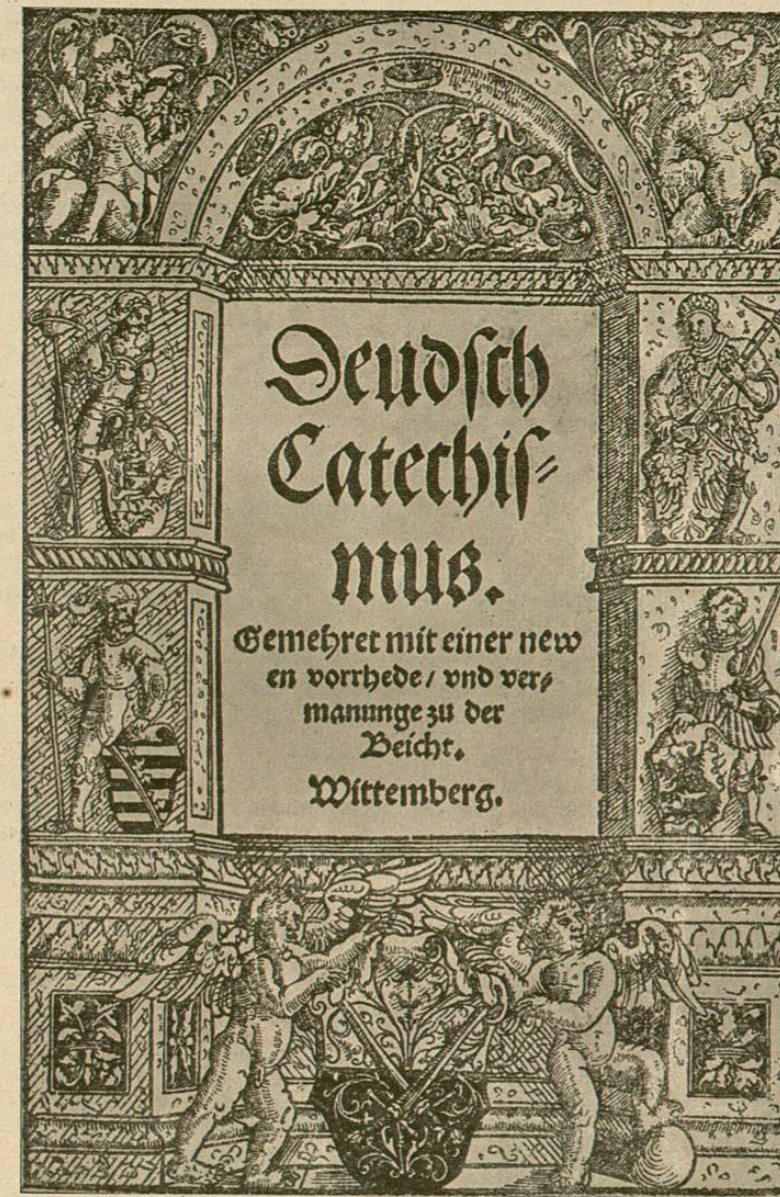 Deudſch
Catechiſ⸗
mus.
Gemehret mit einer new
en vorrhede / vnd ver⸗
manunge zu der
Beicht.
Wittemberg.